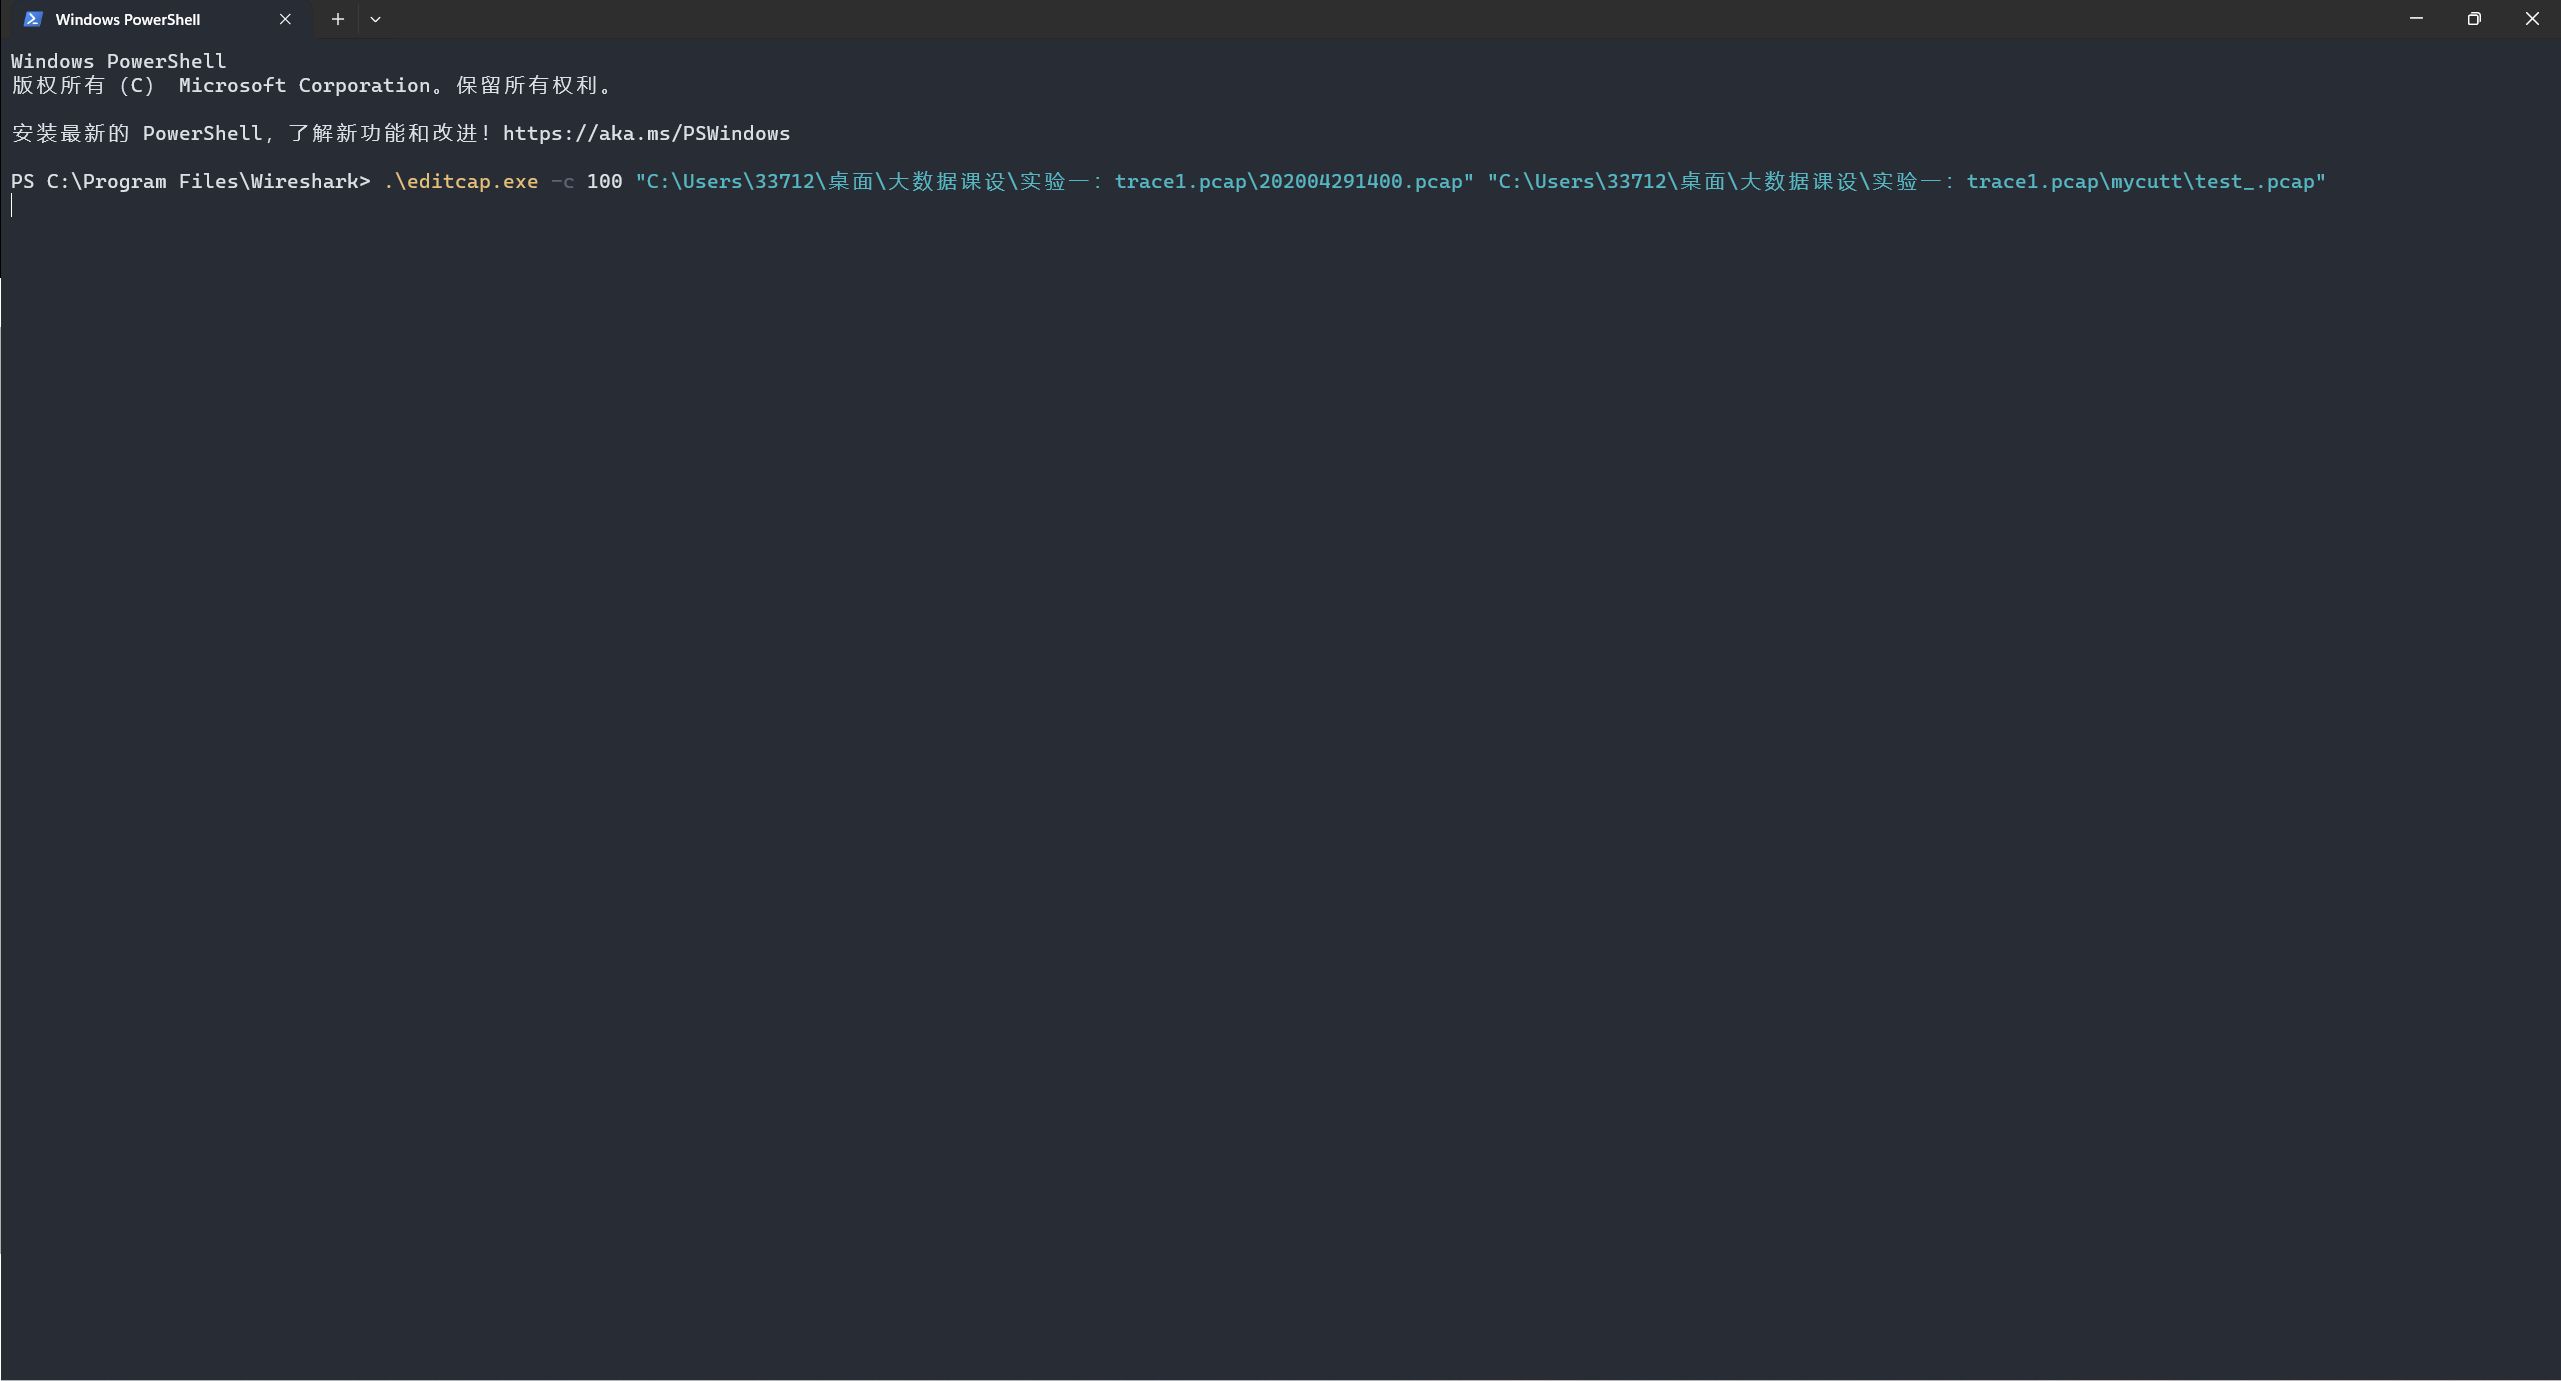 Windows PowerShell
Windows PowerShell
版权所有（C） Microsoft Corporation。保留所有权利。
安装最新的 PowerShell，了解新功能和改进！https://aka.ms/PSWindows
PS C:\Program Files\Wireshark> .\editcap.exe -c 100 "C:\Users\33712\桌面\大数据课设\实验一：trace1.pcap\202004291400.pcap" "C:\Users\33712\桌面\大数据课设\实验一：trace1.pcap\mycutt\test_.pcap"